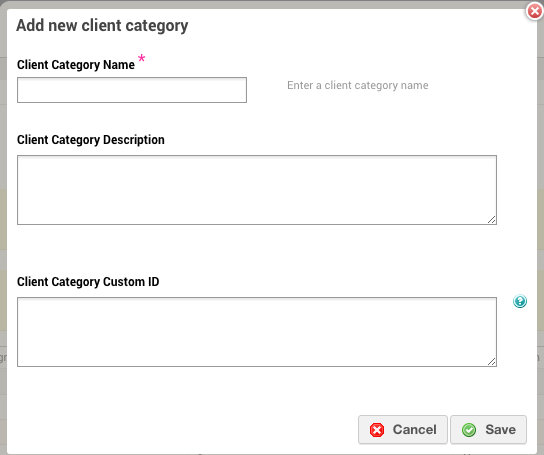 Add new client category
Client Category Name *
Enter a client category name
Client Category Description
Client Category Custom ID
?
Cancel
Save